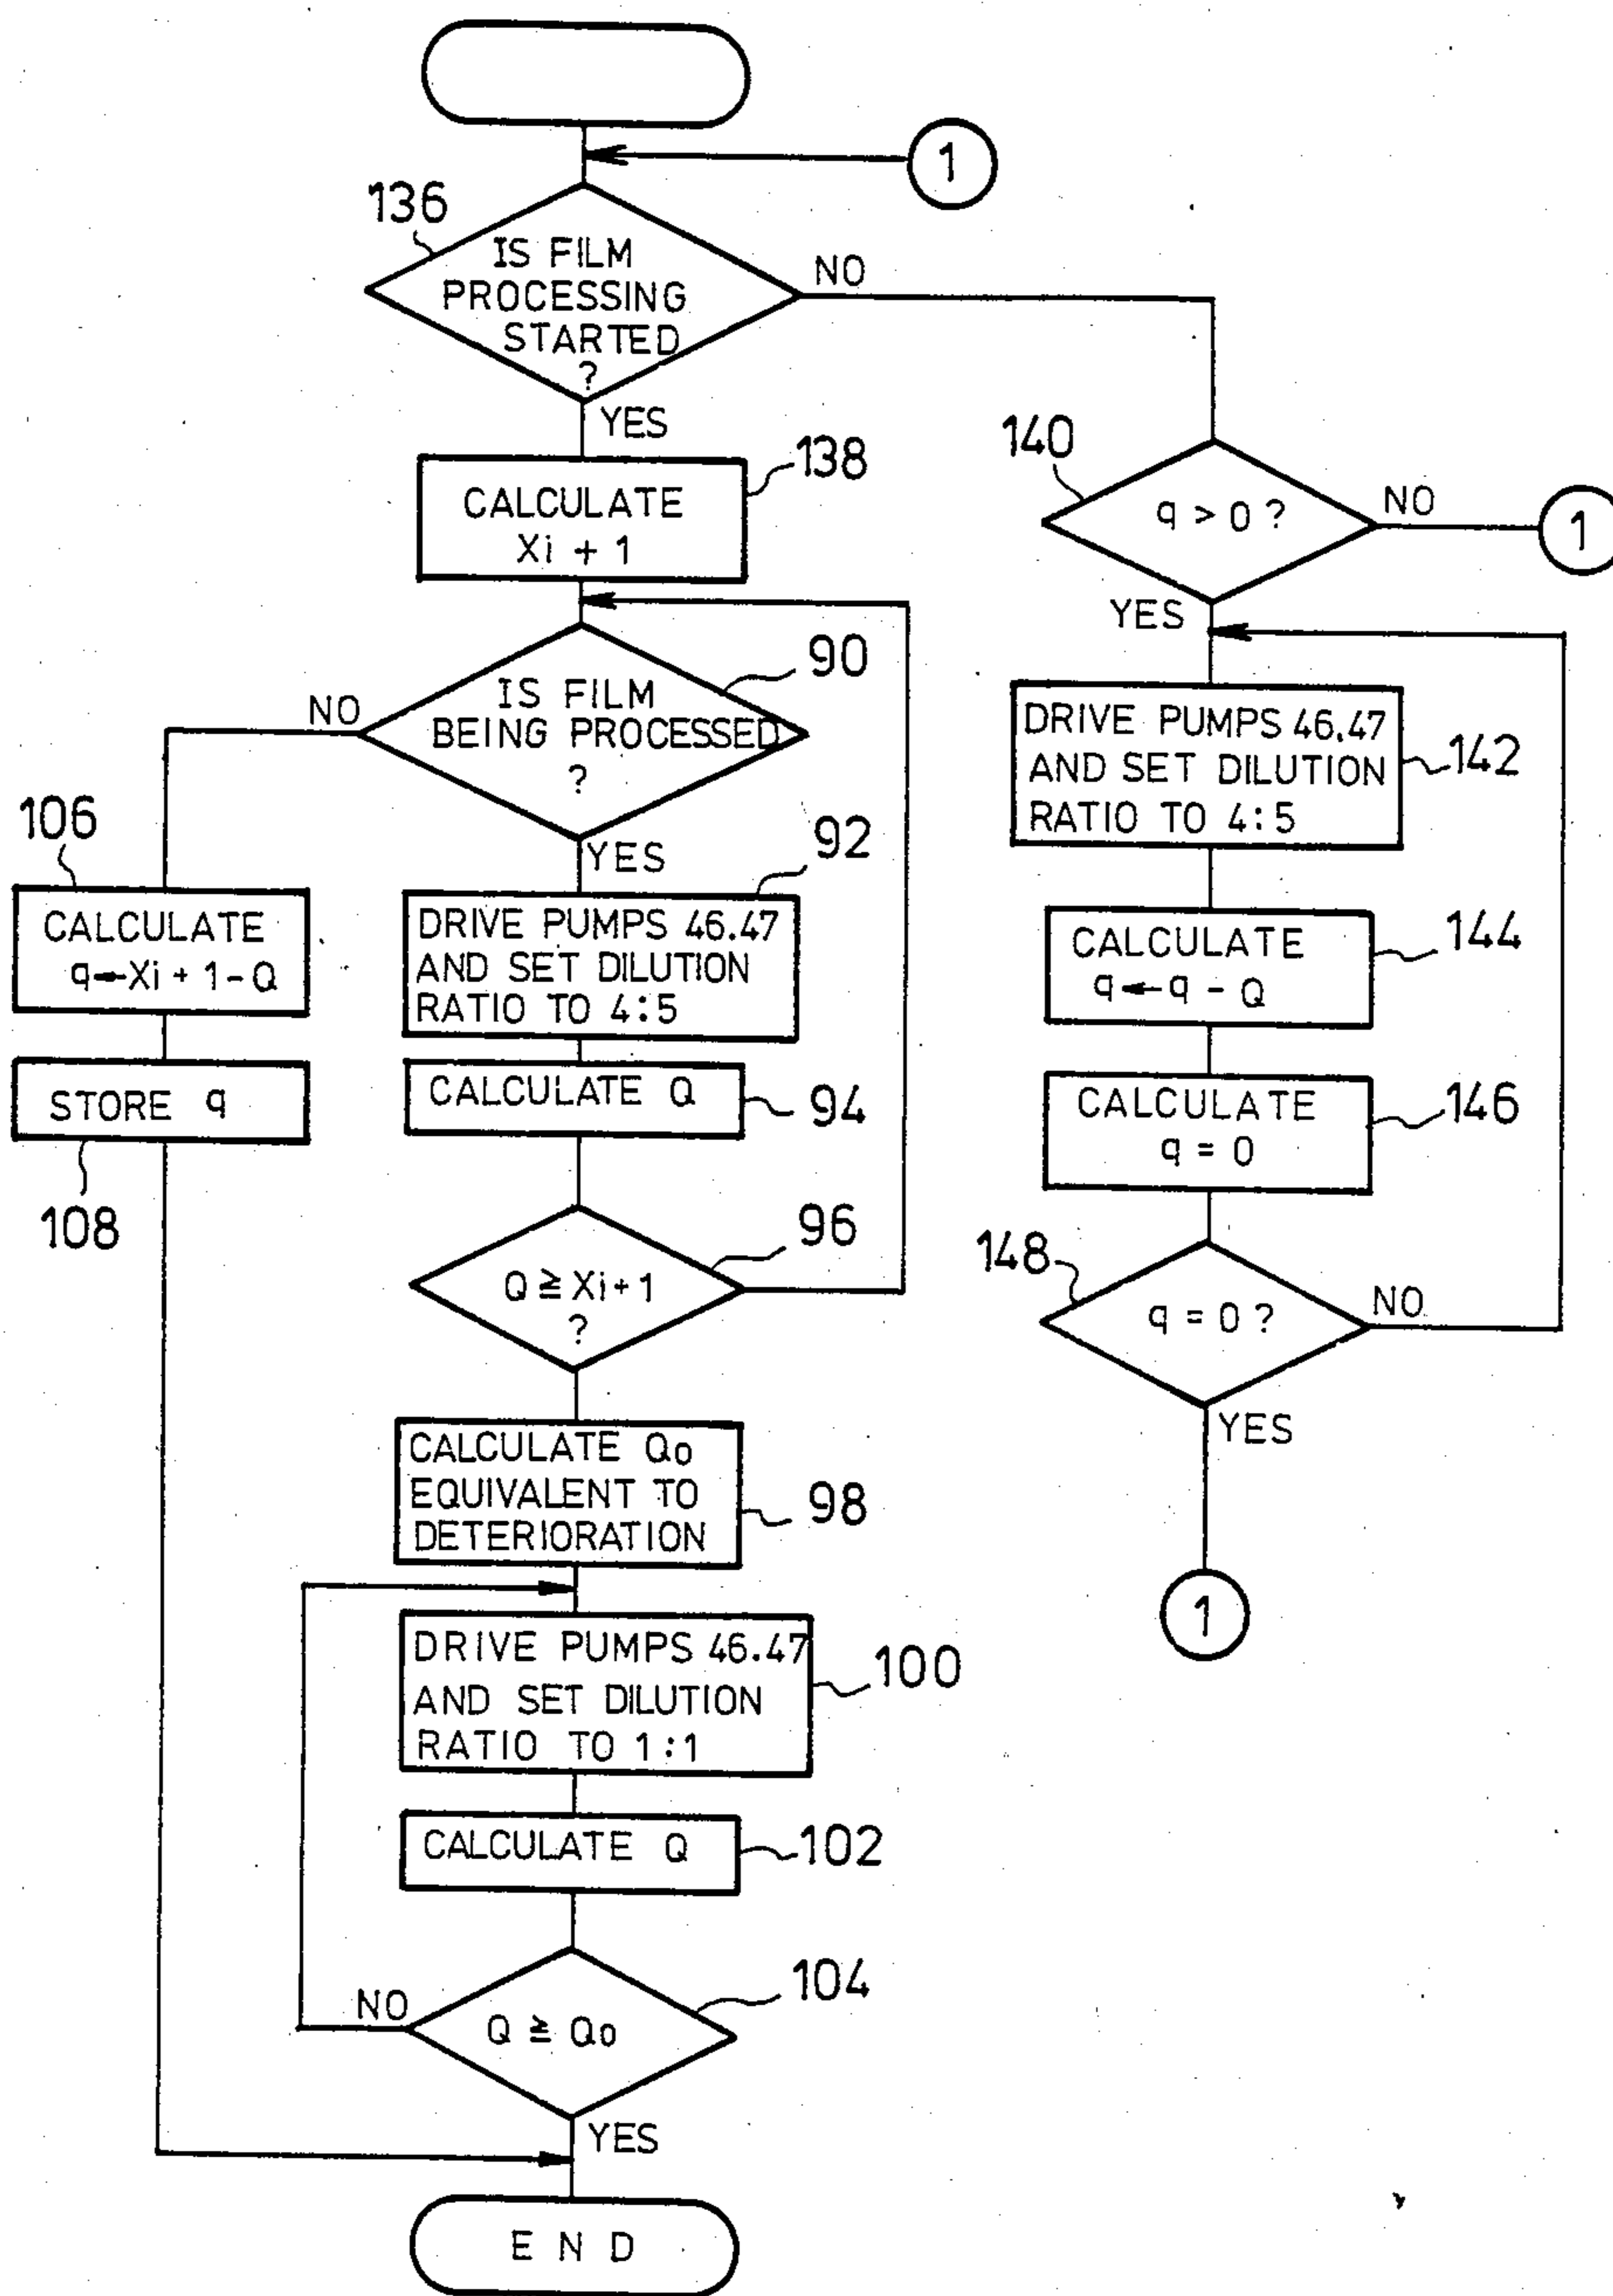 1
136
IS FILM
PROCESSING
STARTED
?
NO
YES
138
CALCULATE
Xi + 1
90
IS FILM
BEING PROCESSED
?
NO
YES
106
CALCULATE
q←Xi + 1 - Q
STORE q
108
92
DRIVE PUMPS 46.47
AND SET DILUTION
RATIO TO 4:5
CALCULATE Q
94
96
Q ≧ Xi+1
?
CALCULATE Qo
EQUIVALENT TO
DETERIORATION
98
DRIVE PUMPS 46.47
AND SET DILUTION
RATIO TO 1:1
100
CALCULATE Q
102
104
NO
Q ≧ Qo
YES
END
140
q > 0 ?
NO
1
YES
DRIVE PUMPS 46.47
AND SET DILUTION
RATIO TO 4:5
142
CALCULATE
q ← q - Q
144
CALCULATE
q = 0
146
148
q = 0 ?
NO
YES
1